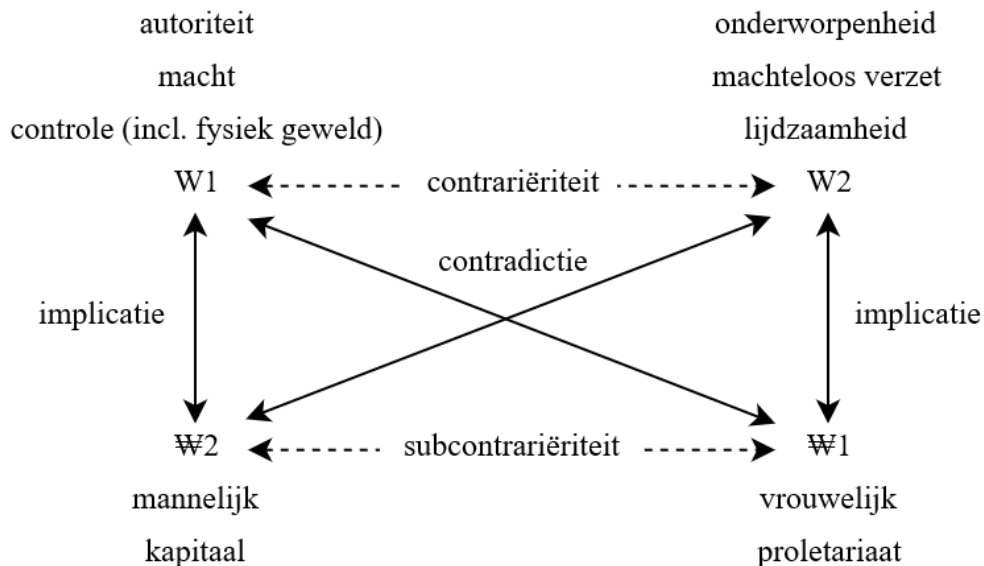 autoriteit onderworpenheid
macht machteloos verzet
controle (incl. fysiek geweld) lijdzaamheid
W1 contrariëriteit W2
contradictie
implicatie implicatie
W̶2 subcontrariëriteit W̶1
mannelijk vrouwelijk
kapitaal proletariaat